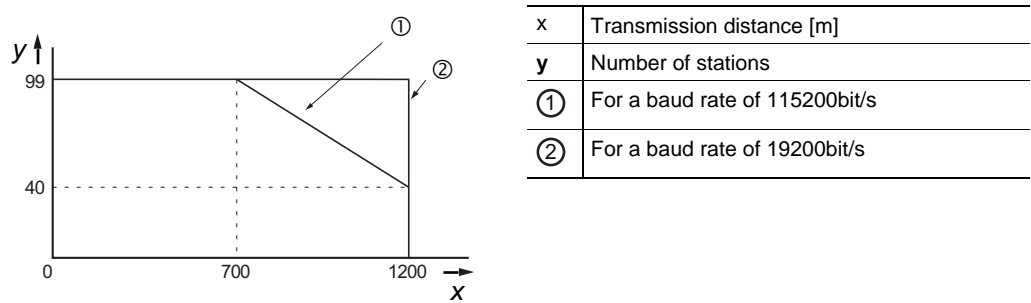 y
99
40
0
700
1200
x
①
②
x Transmission distance [m]
y Number of stations
① For a baud rate of 115200bit/s
② For a baud rate of 19200bit/s